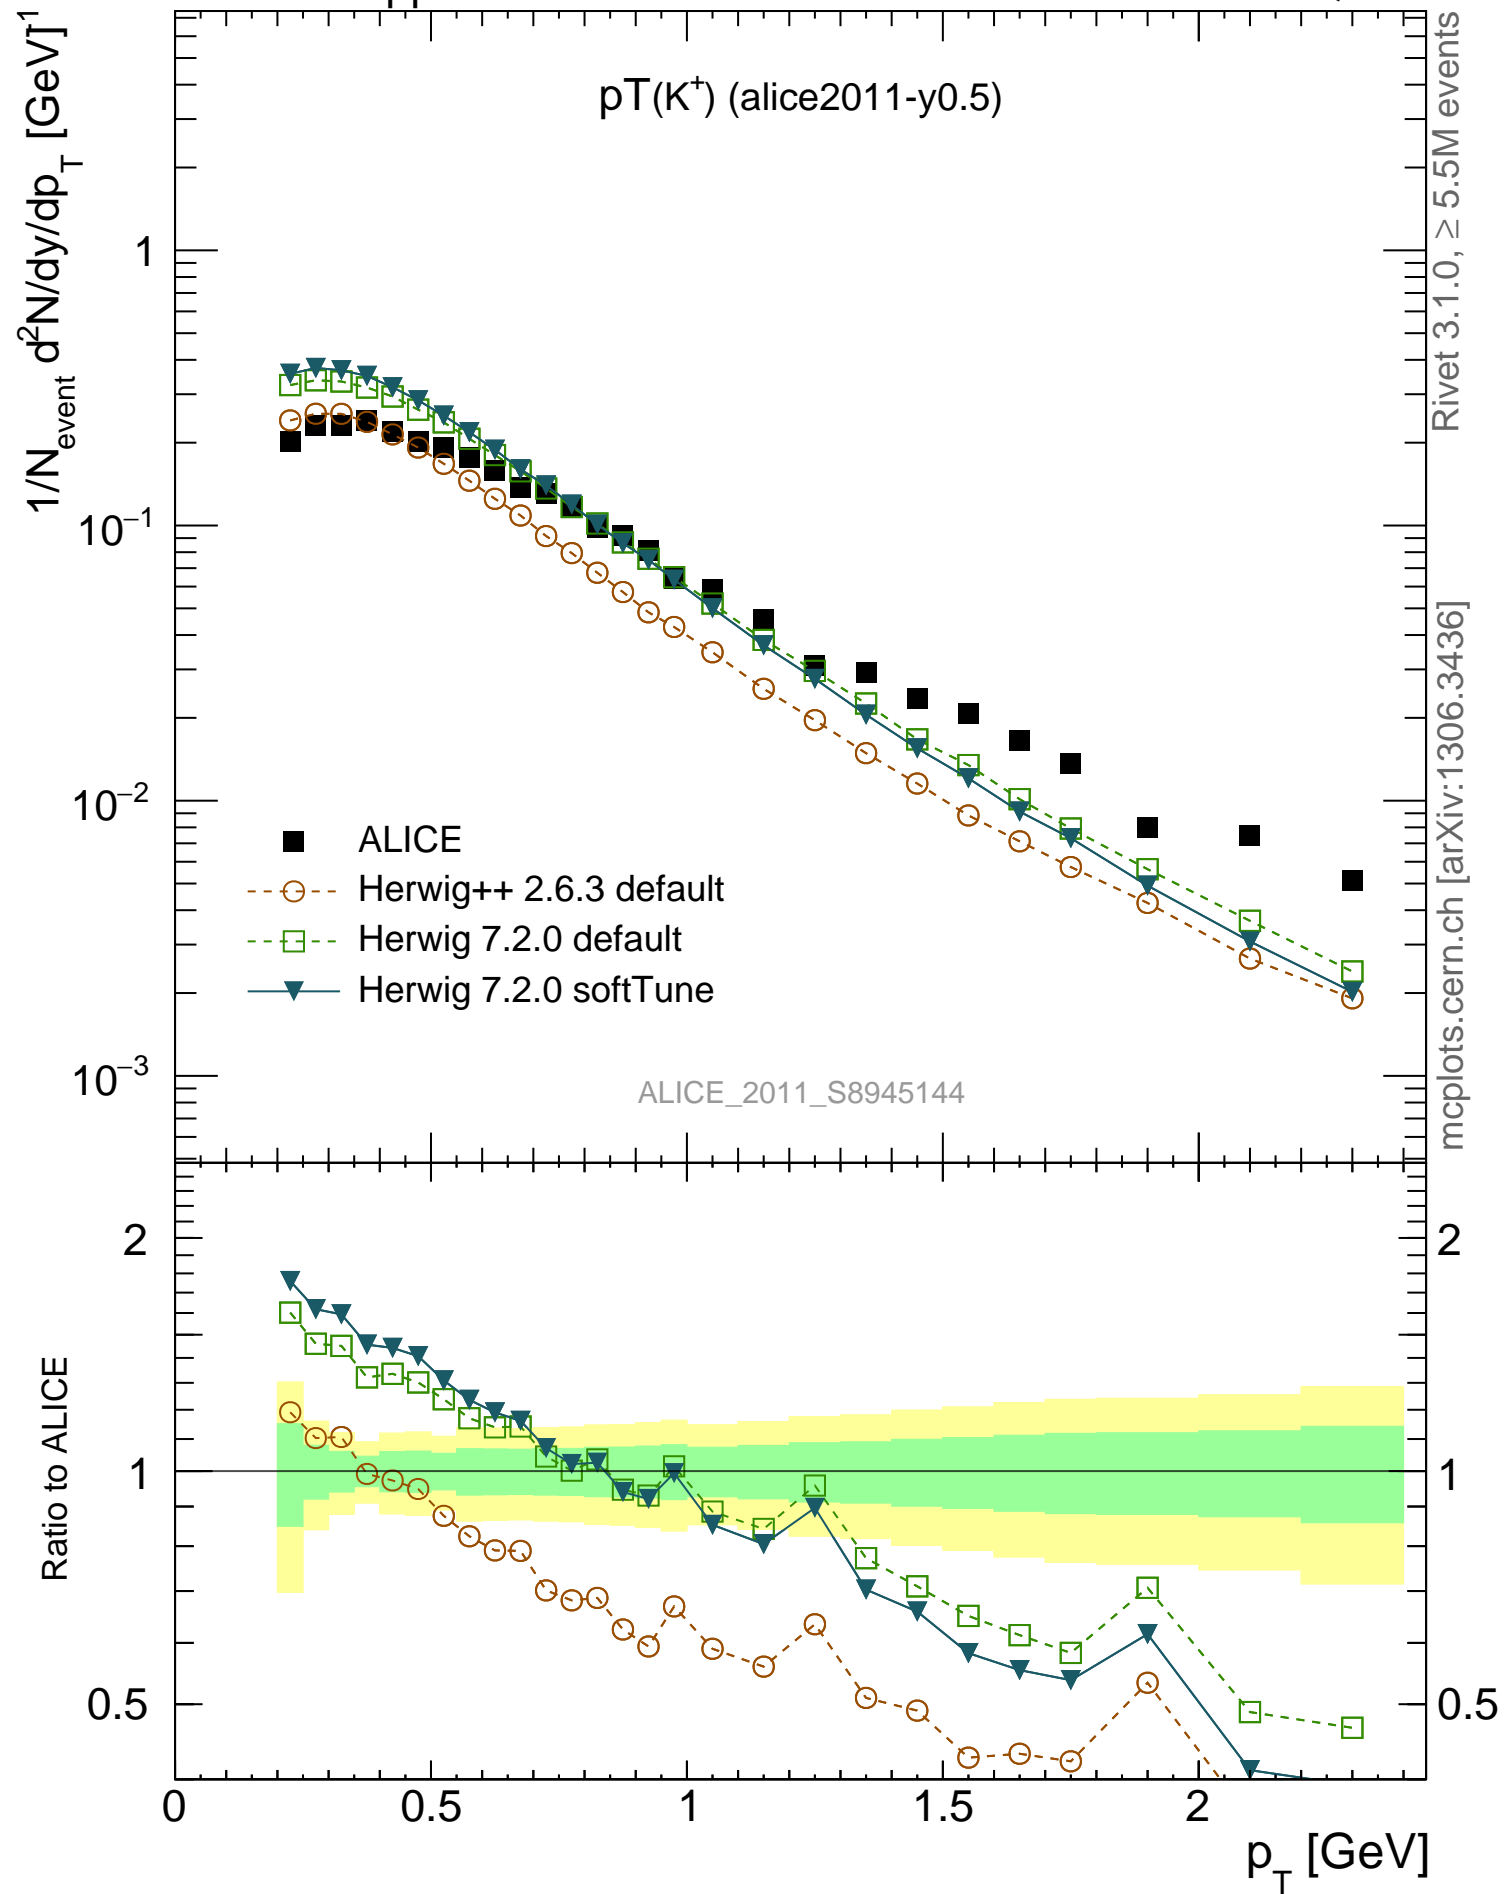 pT(K⁺) (alice2011-y0.5)
1/N_event d²N/dy/dp_T [GeV]⁻¹
1
10⁻¹
10⁻²
10⁻³
ALICE
Herwig++ 2.6.3 default
Herwig 7.2.0 default
Herwig 7.2.0 softTune
ALICE_2011_S8945144
Rivet 3.1.0, ≥ 5.5M events
mcplots.cern.ch [arXiv:1306.3436]
Ratio to ALICE
2
1
0.5
2
1
0.5
0
0.5
1
1.5
2
p_T [GeV]